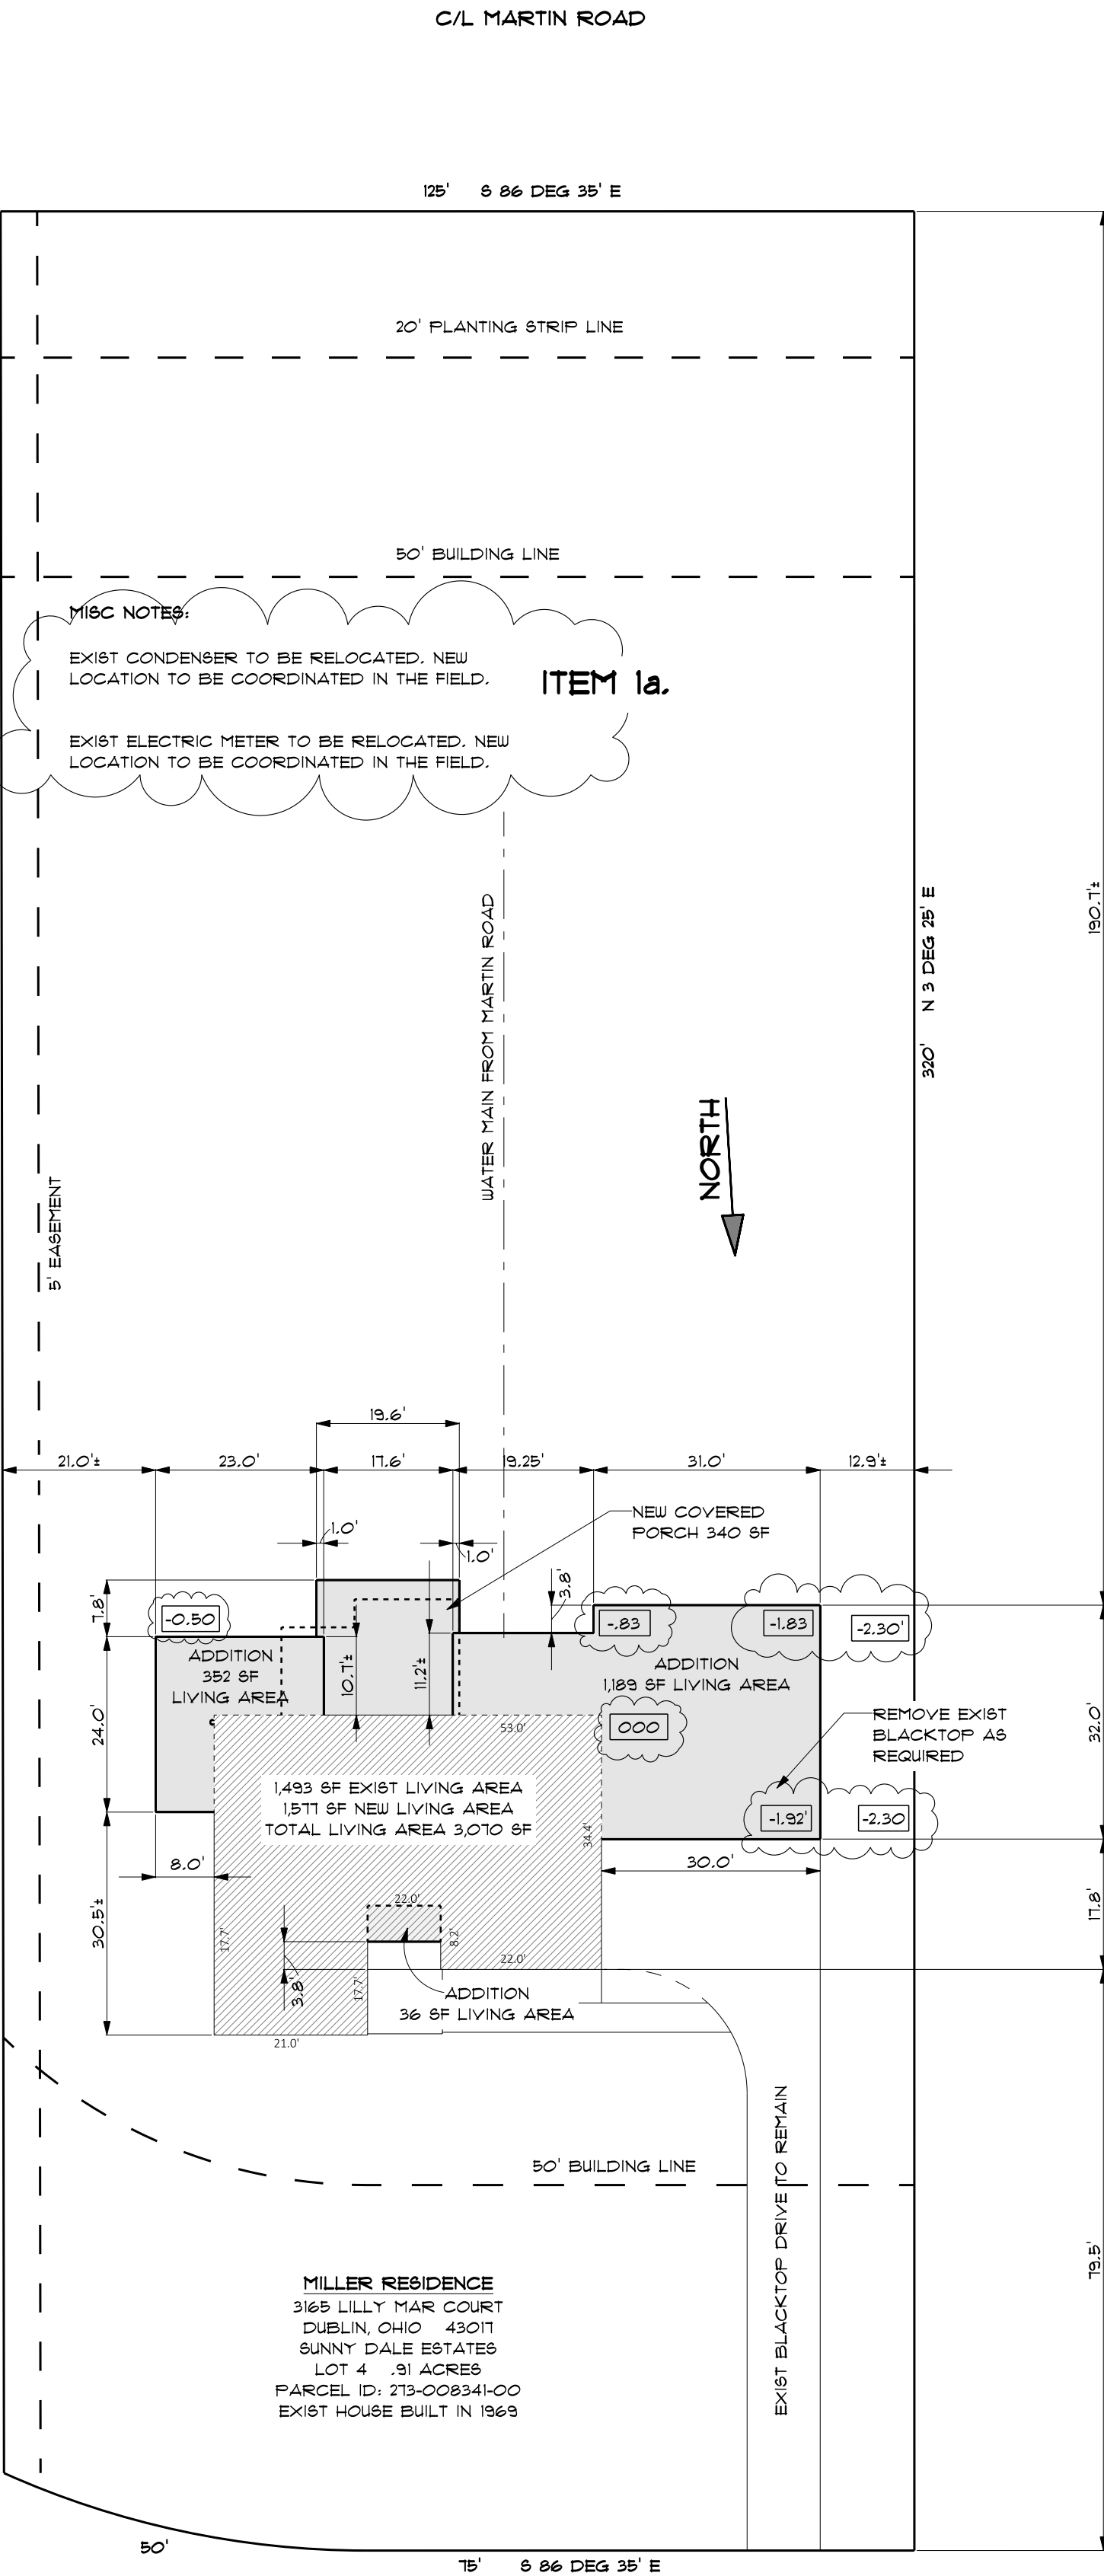 C/L MARTIN ROAD
125' S 86 DEG 35' E
20' PLANTING STRIP LINE
50' BUILDING LINE
MISC NOTES:
EXIST CONDENSER TO BE RELOCATED. NEW
LOCATION TO BE COORDINATED IN THE FIELD.
ITEM 1a.
EXIST ELECTRIC METER TO BE RELOCATED. NEW
LOCATION TO BE COORDINATED IN THE FIELD.
WATER MAIN FROM MARTIN ROAD
190.7'±
320' N 3 DEG 25' E
NORTH
5' EASEMENT
19.6'
21.0'±
23.0'
17.6'
19.25'
31.0'
12.9'±
NEW COVERED
PORCH 340 SF
1.0'
1.0'
3.8'
7.8'
-0.50
-.83
-1.83
-2.30'
ADDITION
352 SF
LIVING AREA
10.7'±
11.2'±
ADDITION
1,189 SF LIVING AREA
24.0'
53.0'
000
REMOVE EXIST
BLACKTOP AS
REQUIRED
32.0'
1,493 SF EXIST LIVING AREA
1,577 SF NEW LIVING AREA
TOTAL LIVING AREA 3,070 SF
34.4'
-1.92'
-2.30
8.0'
30.0'
30.5'±
22.0'
17.7'
8.2'
17.8'
22.0'
3.8'
17.7'
ADDITION
36 SF LIVING AREA
21.0'
50' BUILDING LINE
EXIST BLACKTOP DRIVE TO REMAIN
79.5'
MILLER RESIDENCE
3165 LILLY MAR COURT
DUBLIN, OHIO 43017
SUNNY DALE ESTATES
LOT 4 .91 ACRES
PARCEL ID: 273-008341-00
EXIST HOUSE BUILT IN 1969
50'
75' S 86 DEG 35' E